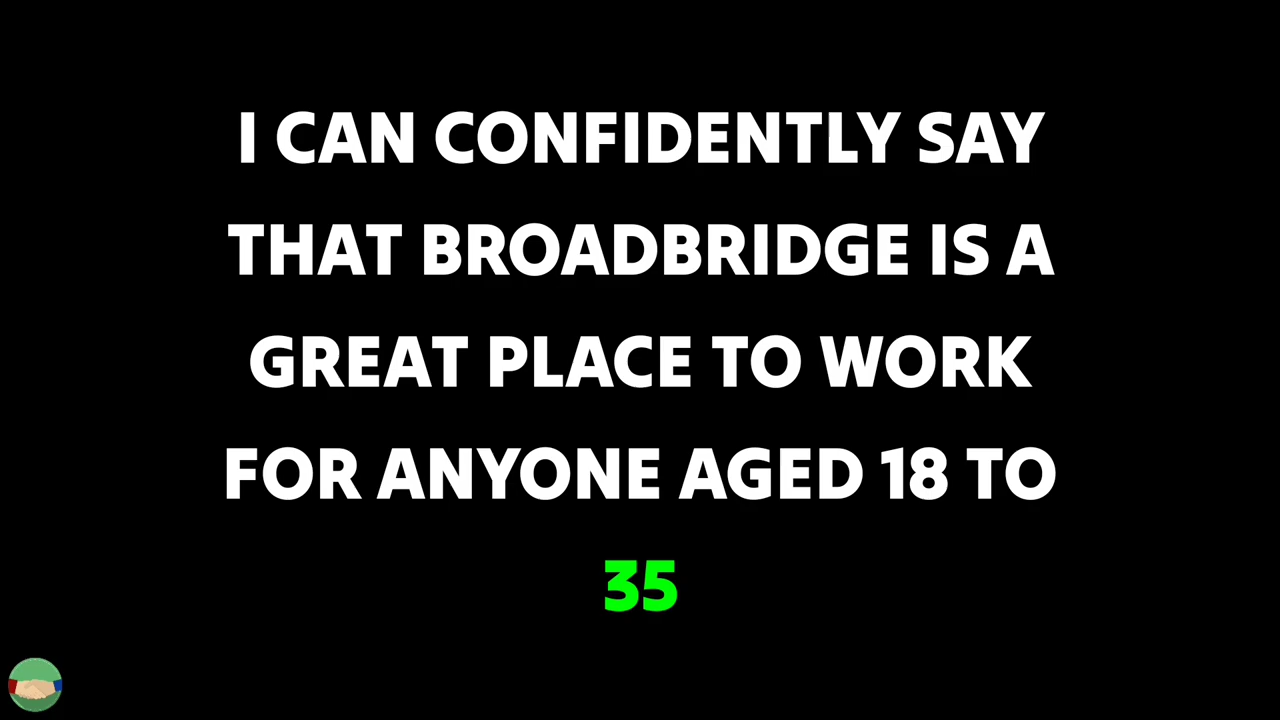 I CAN CONFIDENTLY SAY
THAT BROADBRIDGE IS A
GREAT PLACE TO WORK
FOR ANYONE AGED 18 TO
35